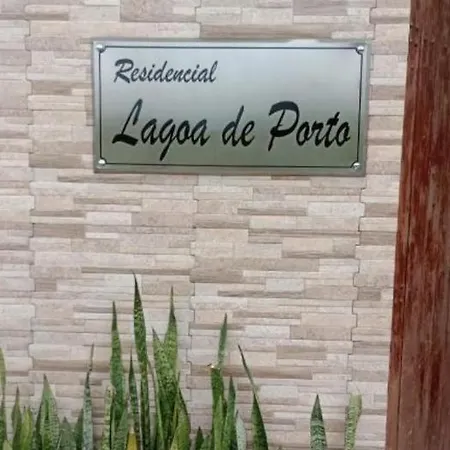 Residencial
Lagoa de Porto